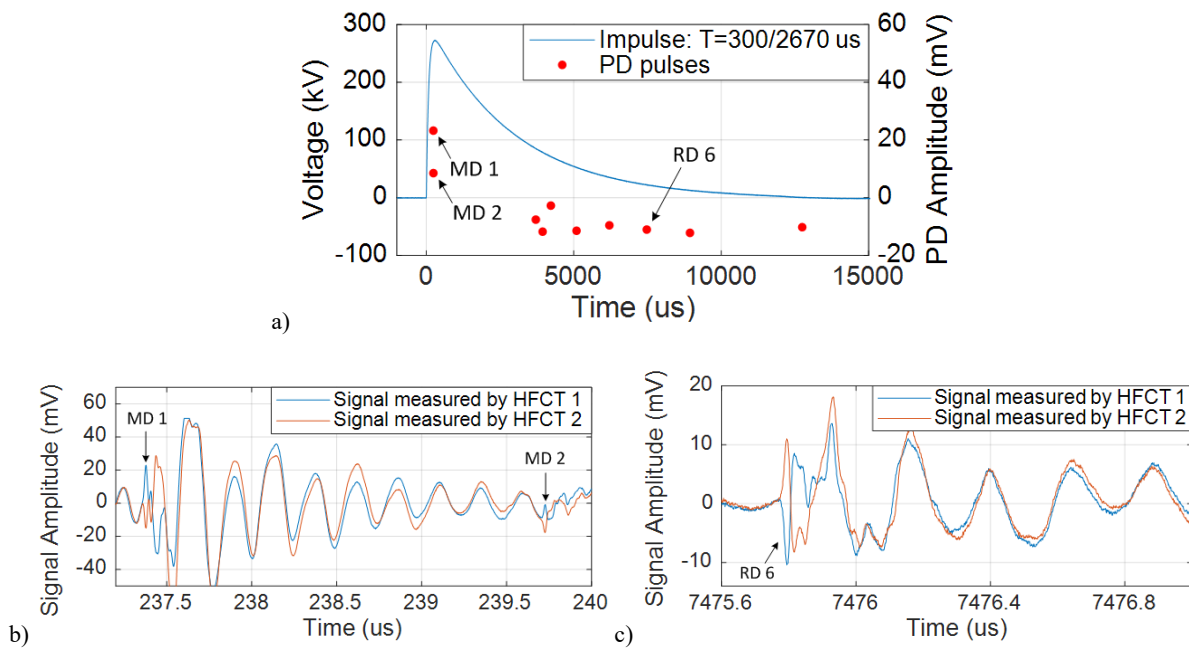 300
200
100
0
-100
Voltage (kV)
60
40
20
0
-20
PD Amplitude (mV)
Impulse: T=300/2670 us
PD pulses
MD 1
MD 2
RD 6
0 5000 10000 15000
Time (us)
a)
60
40
20
0
-20
-40
Signal Amplitude (mV)
Signal measured by HFCT 1
Signal measured by HFCT 2
MD 1
MD 2
237.5 238 238.5 239 239.5 240
Time (us)
b)
20
10
0
-10
Signal Amplitude (mV)
Signal measured by HFCT 1
Signal measured by HFCT 2
RD 6
7475.6 7476 7476.4 7476.8
Time (us)
c)